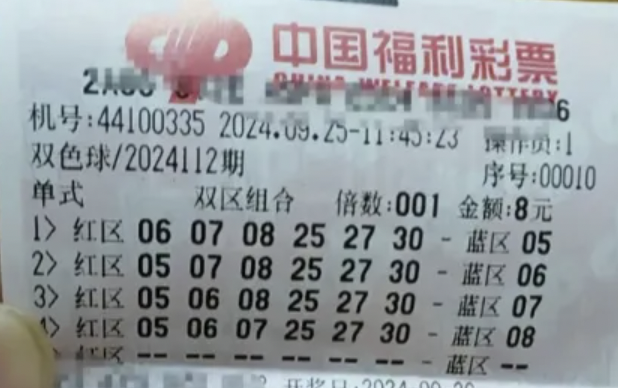 中国福利彩票
CHINA WELFARE LOTTERY
机号:44100335 2024.09.25-11:45:23 操作员:1
双色球/2024112期 序号:00010
单式 双区组合 倍数:001 金额:8元
1> 红区 06 07 08 25 27 30 - 蓝区 05
2> 红区 05 07 08 25 27 30 - 蓝区 06
3> 红区 05 06 08 25 27 30 - 蓝区 07
4> 红区 05 06 07 25 27 30 - 蓝区 08
> 红区 -- -- -- -- -- -- - 蓝区 --